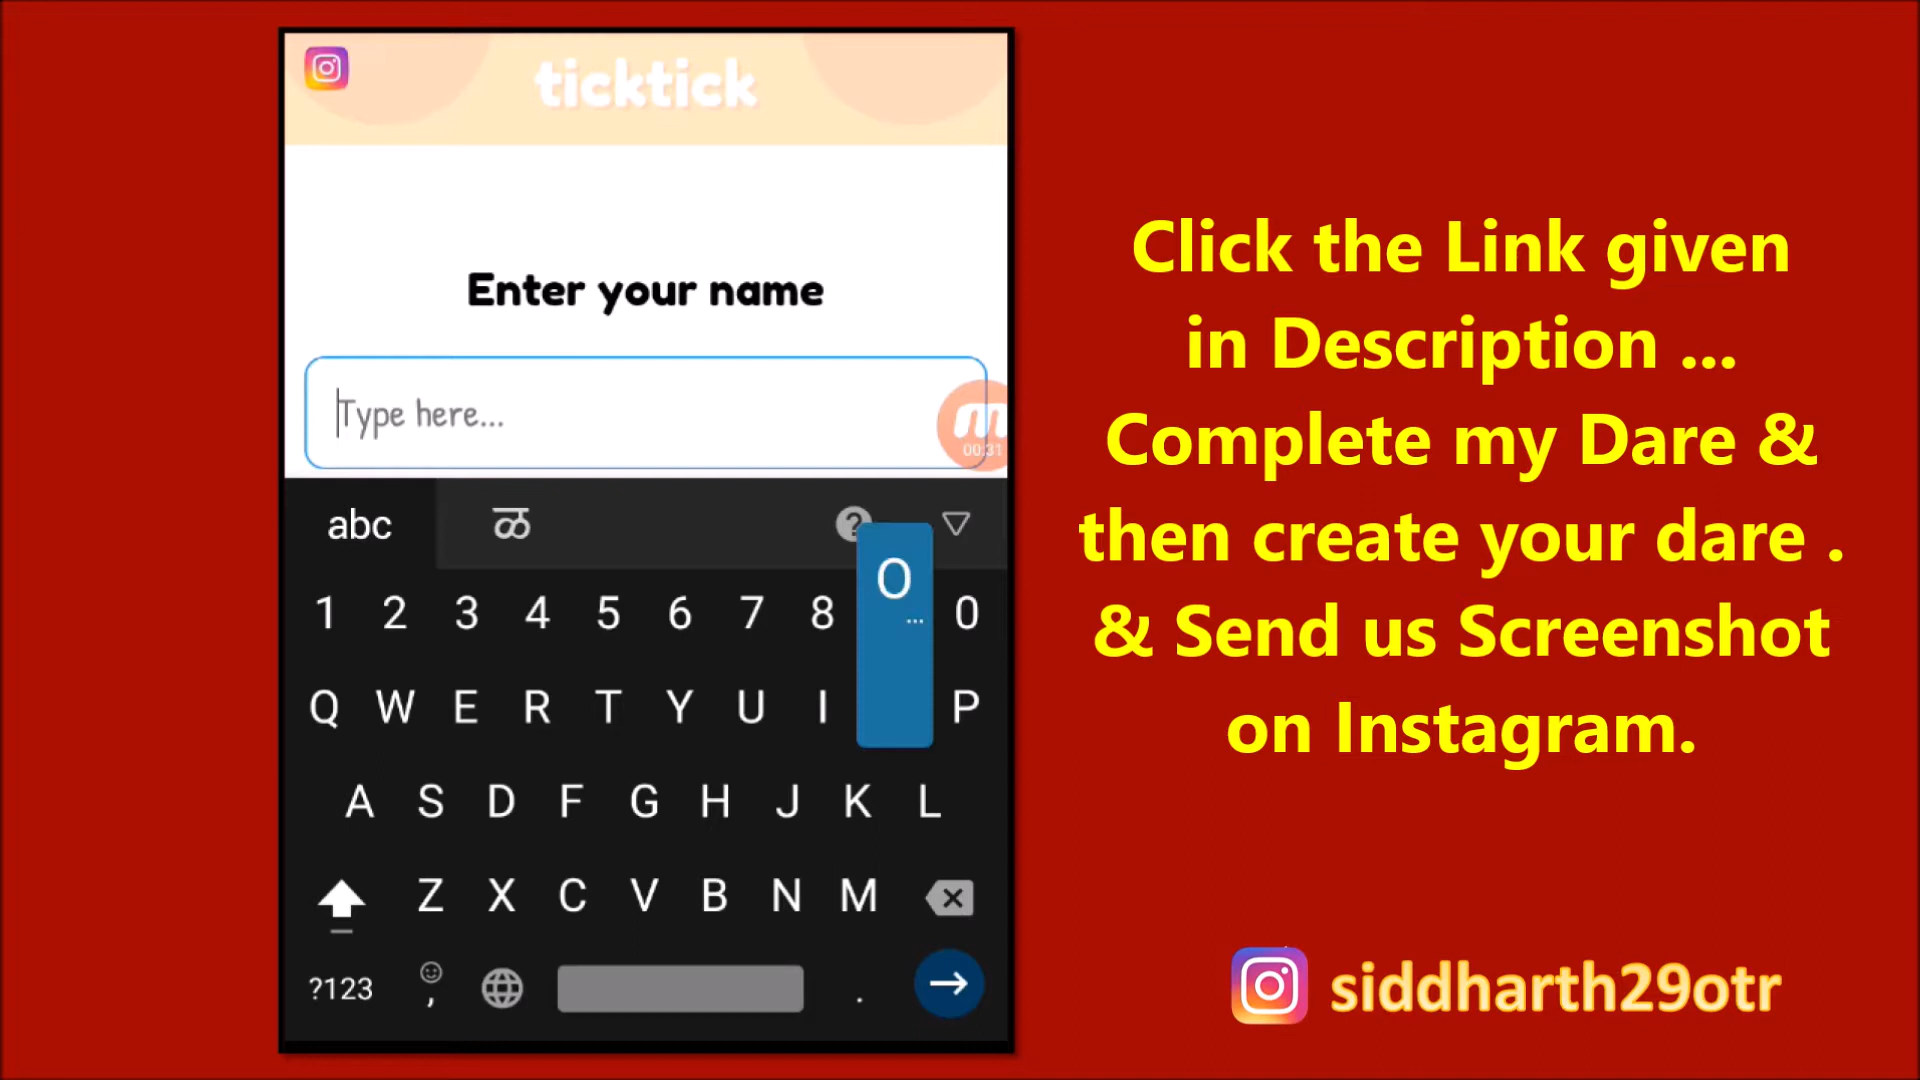 ticktick
Enter your name
Type here...
00:31
abc
ळ
?
O
...
1 2 3 4 5 6 7 8 0
Q W E R T Y U I P
A S D F G H J K L
Z X C V B N M
?123 , .
Click the Link given
in Description ...
Complete my Dare &
then create your dare .
& Send us Screenshot
on Instagram.
siddharth29otr